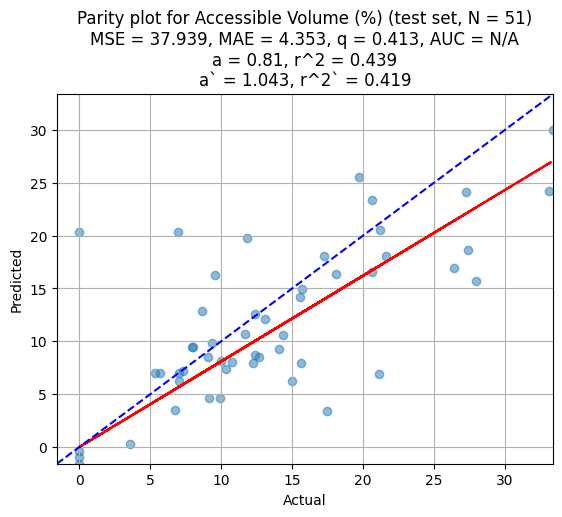 Parity plot for Accessible Volume (%) (test set, N = 51)
MSE = 37.939, MAE = 4.353, q = 0.413, AUC = N/A
a = 0.81, r^2 = 0.439
a` = 1.043, r^2` = 0.419
30
25
20
15
10
5
0
Predicted
0 5 10 15 20 25 30
Actual